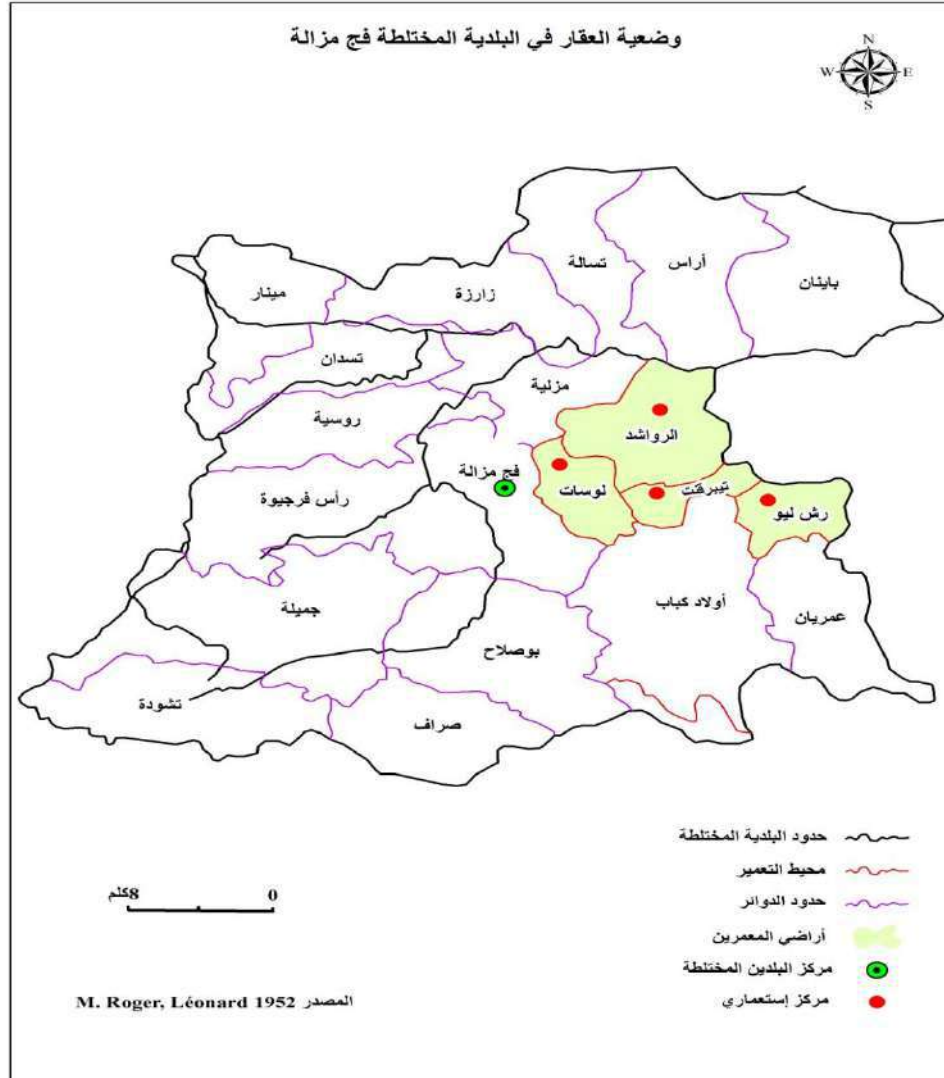 وضعية العقار في البلدية المختلطة فج مزالة
N
W E
S
باينان
أراس
تسالة
زارزة
مينار
تسدان
مزلية
روسية
الرواشد
فج مزالة
لوسات
تيبرقنت
رأس فرجيوة
رش ليو
أولاد كباب
عمريان
جميلة
بوصلاح
تشودة
صراف
حدود البلدية المختلطة
محيط التعمير
حدود الدوائر
أراضي المعمرين
مركز البلدين المختلطة
مركز إستعماري
8كلم 0
المصدر M. Roger, Léonard 1952